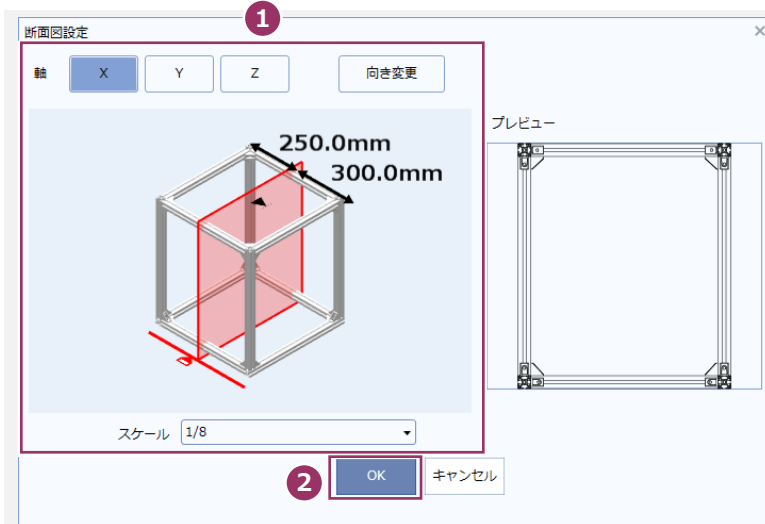 1
断面図設定
×
軸 X Y Z 向き変更
プレビュー
250.0mm
300.0mm
スケール 1/8
2 OK キャンセル